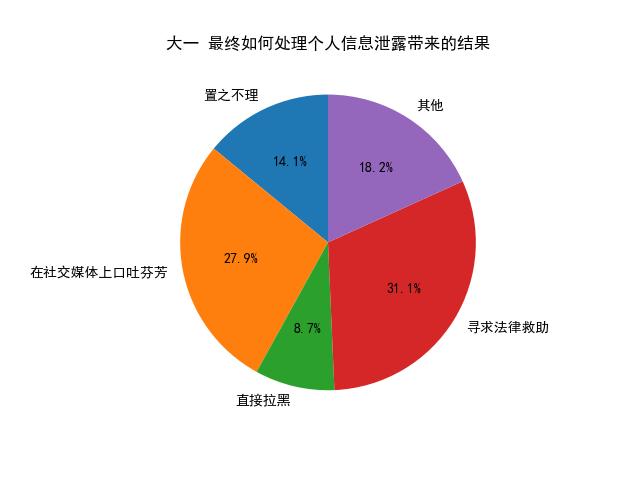 大一 最终如何处理个人信息泄露带来的结果
置之不理
其他
14.1%
18.2%
27.9%
在社交媒体上口吐芬芳
31.1%
寻求法律救助
8.7%
直接拉黑